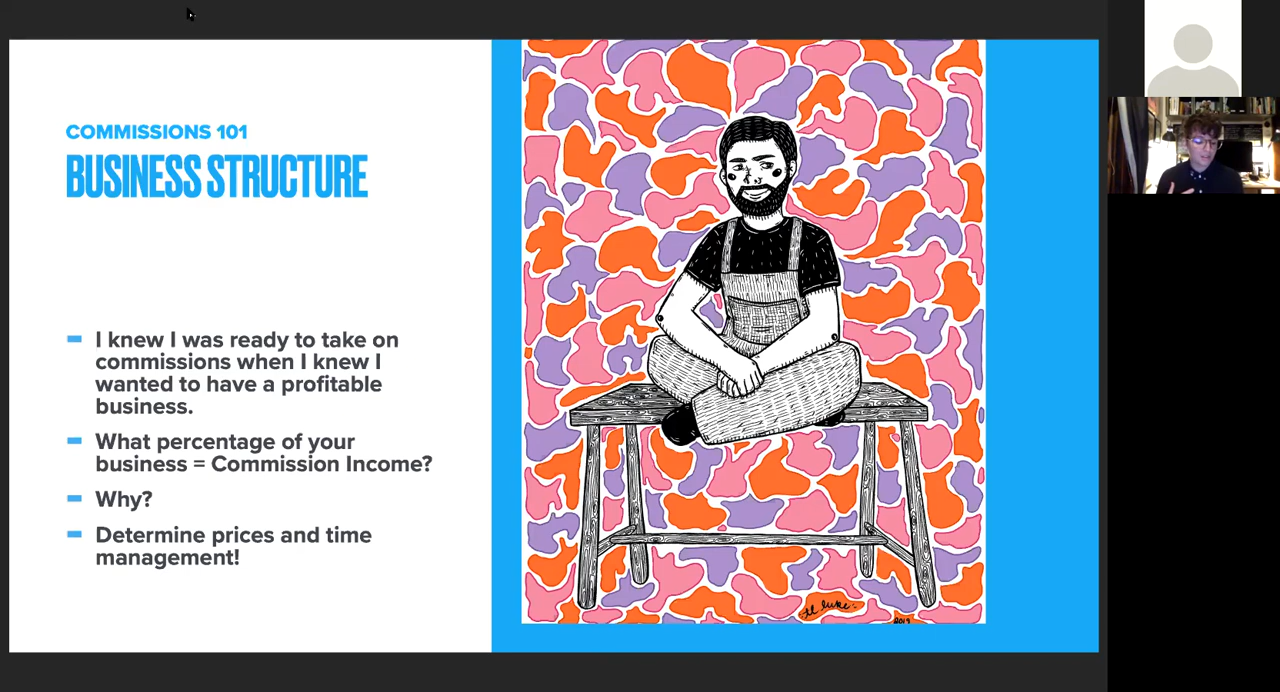 COMMISSIONS 101
BUSINESS STRUCTURE
I knew I was ready to take on
commissions when I knew I
wanted to have a profitable
business.
What percentage of your
business = Commission Income?
Why?
Determine prices and time
management!
2019